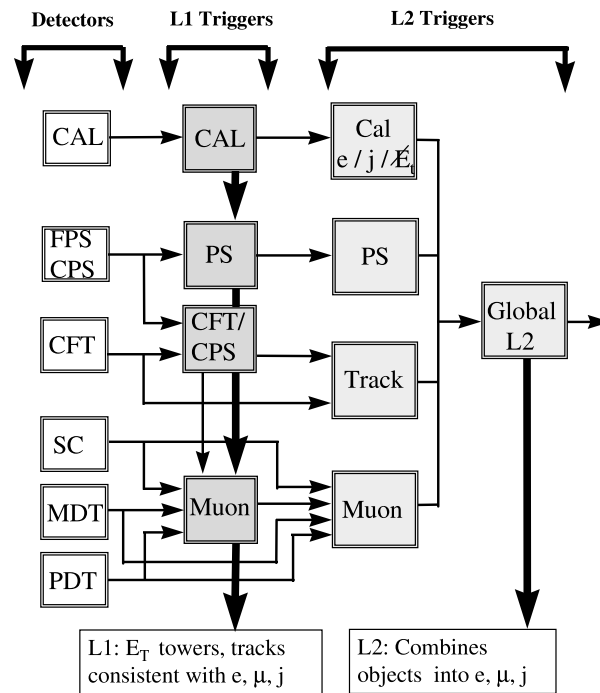 Detectors
L1 Triggers
L2 Triggers
CAL
CAL
Cal
e / j / E̸t
FPS
CPS
PS
PS
CFT
CFT/
CPS
Track
Global
L2
SC
MDT
PDT
Muon
Muon
L1: ET towers, tracks
consistent with e, μ, j
L2: Combines
objects into e, μ, j